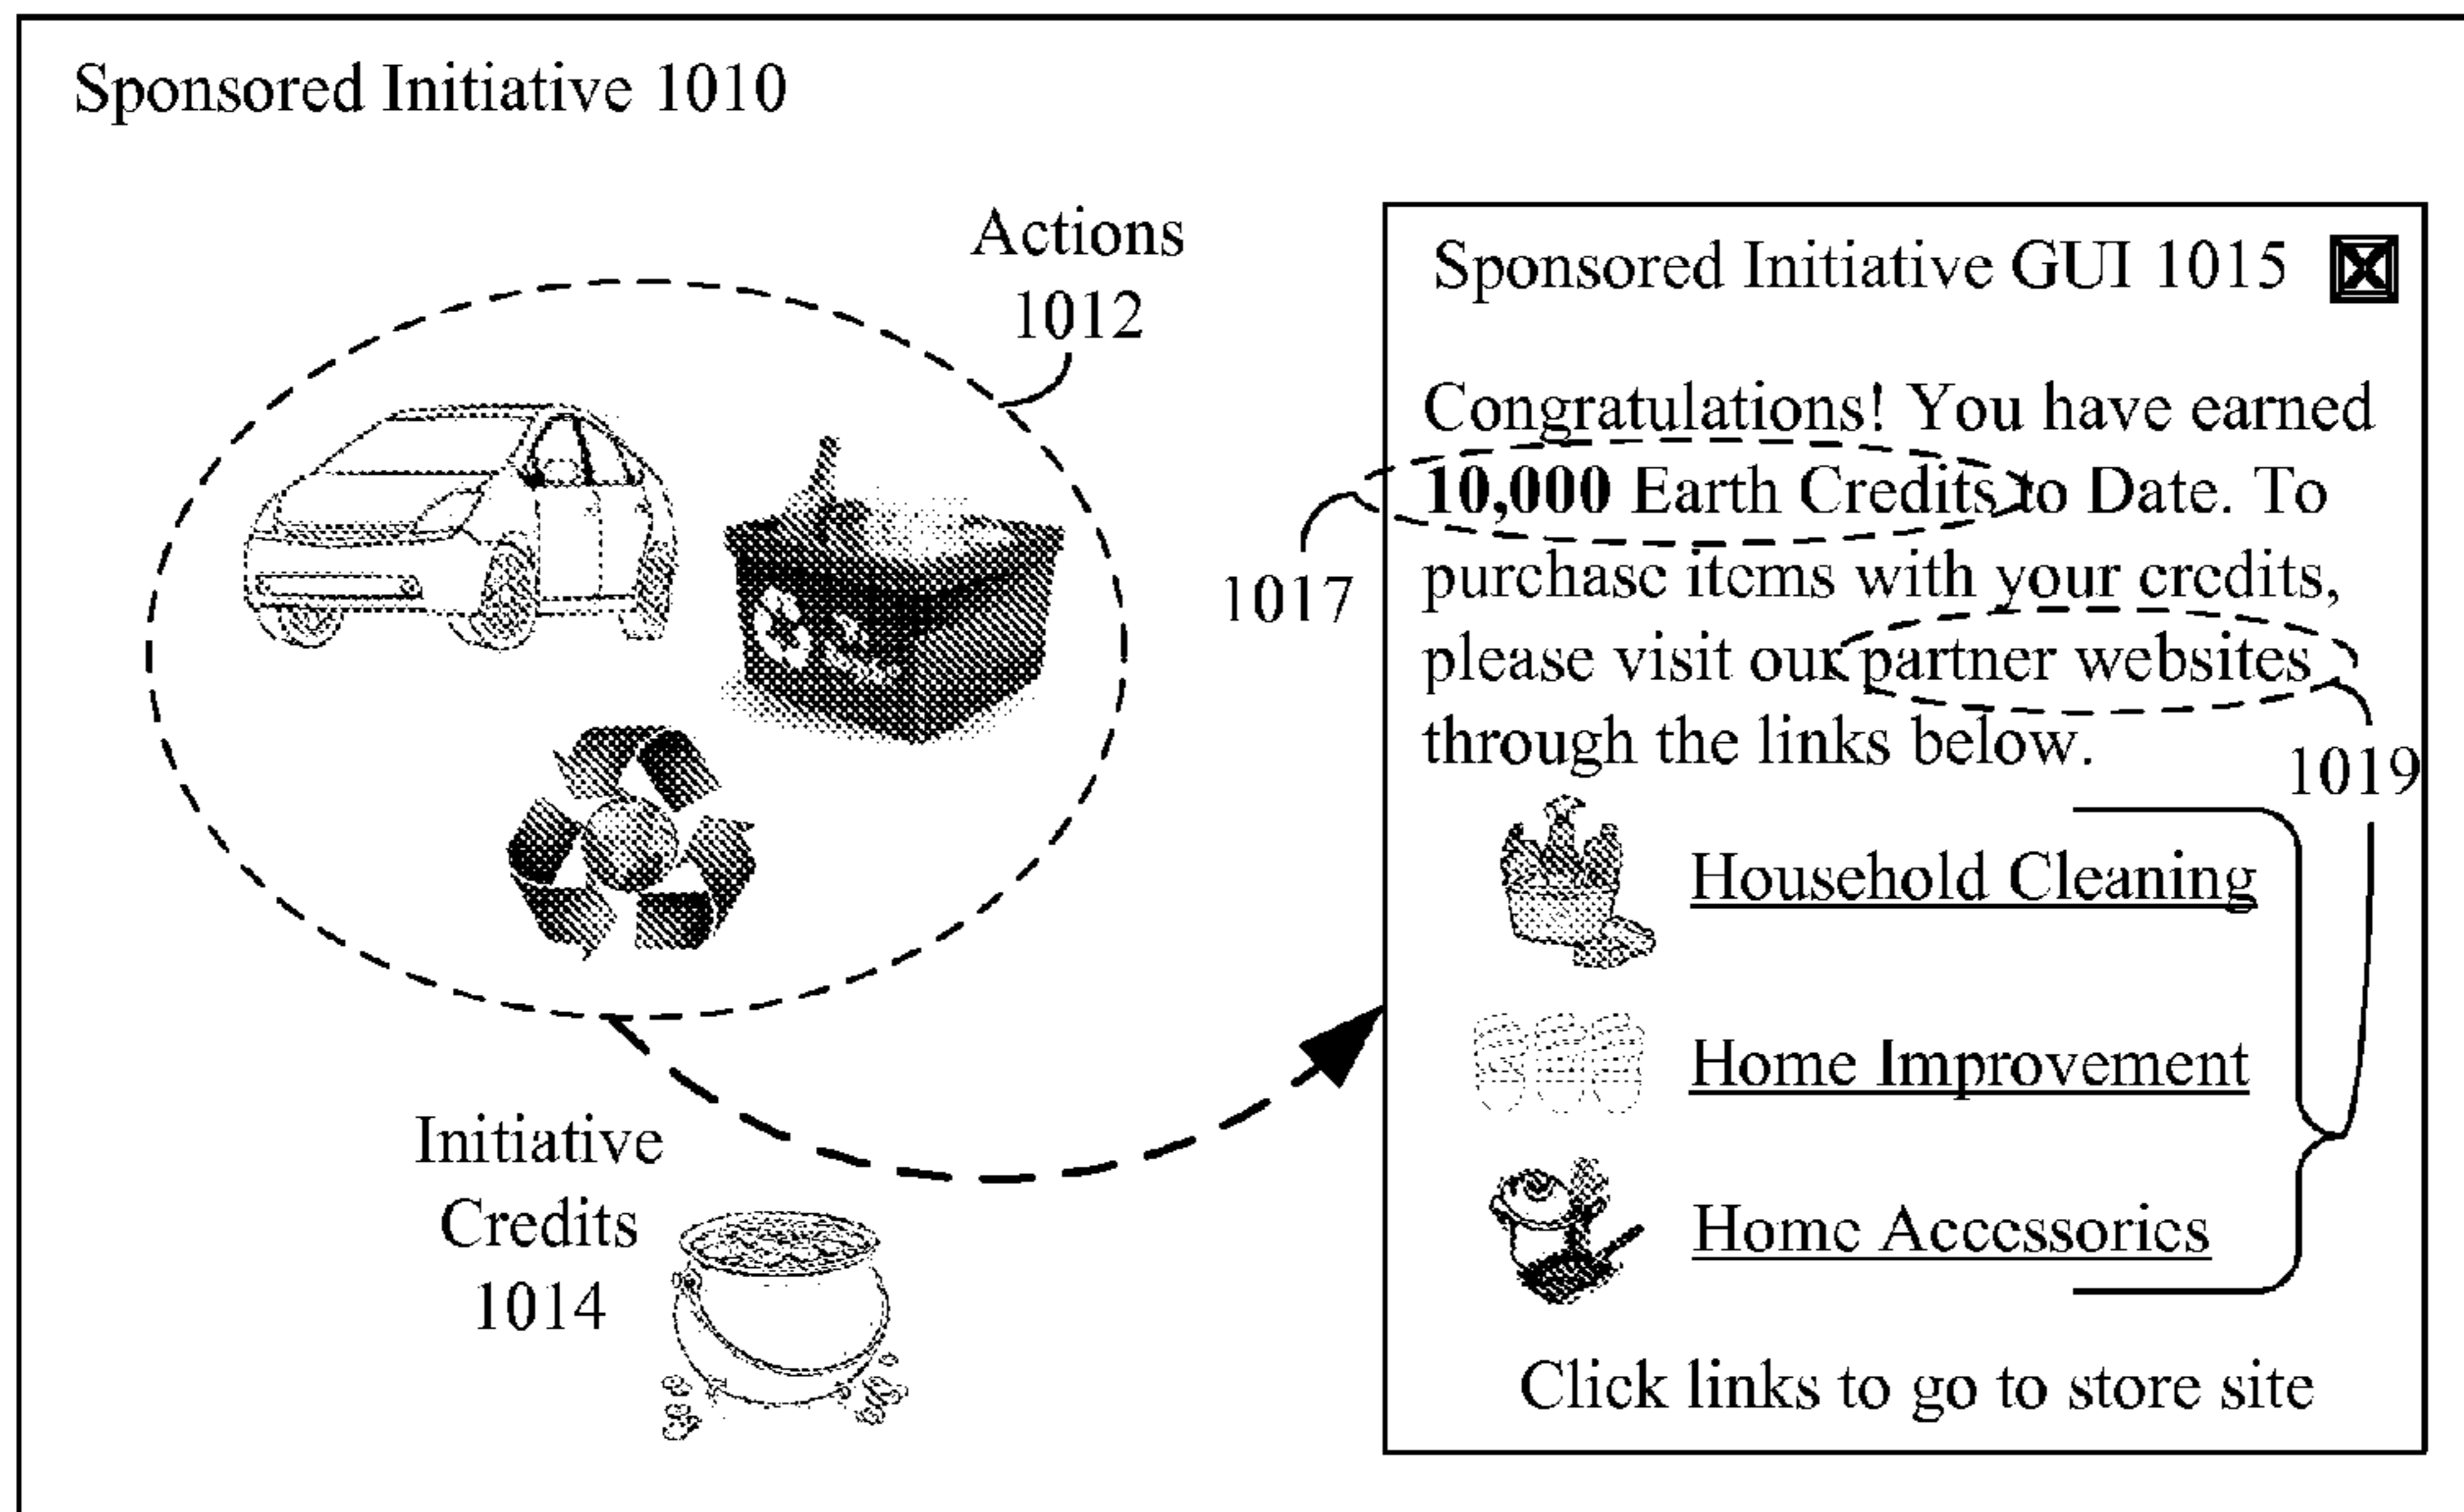 Sponsored Initiative 1010
Actions
1012
Initiative
Credits
1014
Sponsored Initiative GUI 1015
Congratulations! You have earned
10,000 Earth Credits to Date. To
purchase items with your credits,
please visit our partner websites
through the links below.
1017
1019
Household Cleaning
Home Improvement
Home Accessories
Click links to go to store site